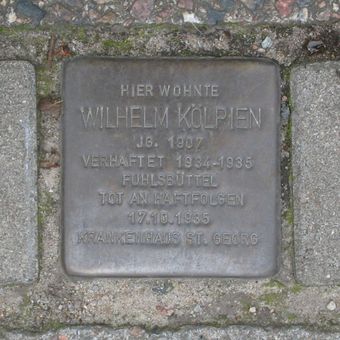 HIER WOHNTE
WILHELM KÖLPIEN
JG. 1907
VERHAFTET 1934-1935
FUHLSBÜTTEL
TOT AN HAFTFOLGEN
17.10.1935
KRANKENHAUS ST. GEORG